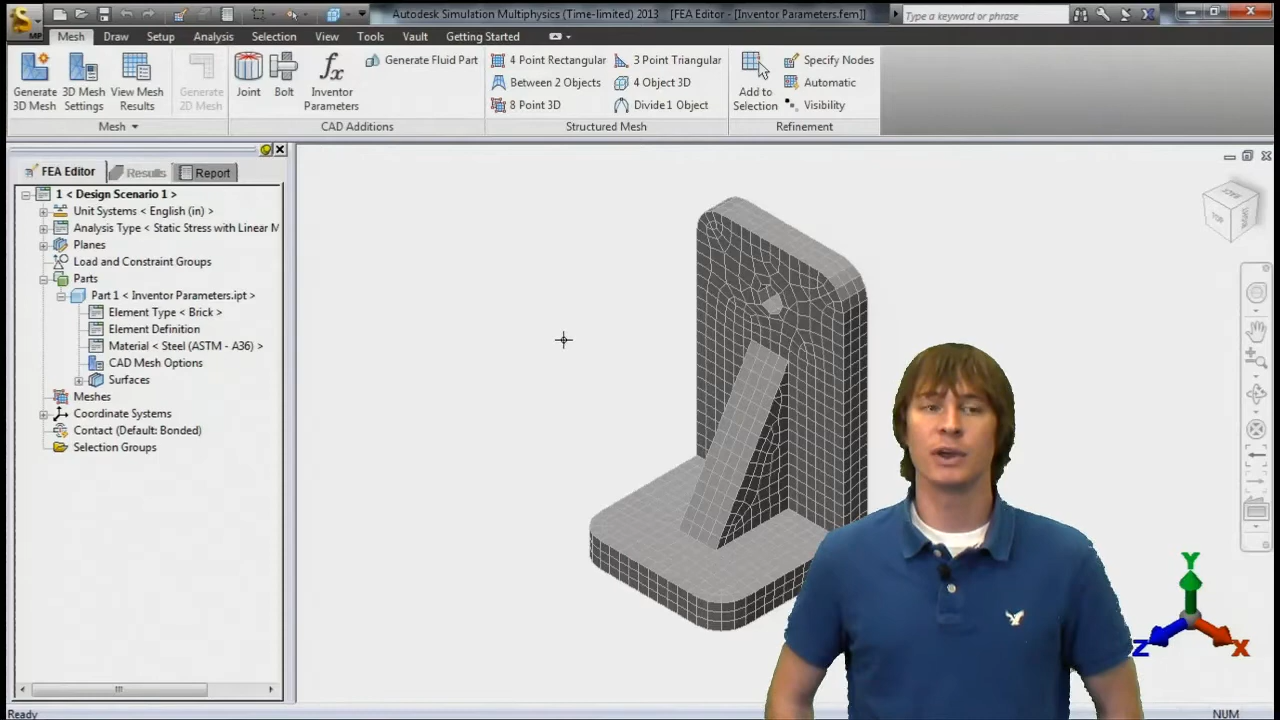 MP
Autodesk Simulation Multiphysics (Time-limited) 2013 [FEA Editor - [Inventor Parameters.fem]]
Type a keyword or phrase
Mesh Draw Setup Analysis Selection View Tools Vault Getting Started
Generate 3D Mesh
3D Mesh Settings
View Mesh Results
Generate 2D Mesh
Mesh
Joint
Bolt
Inventor Parameters
Generate Fluid Part
CAD Additions
4 Point Rectangular
Between 2 Objects
8 Point 3D
3 Point Triangular
4 Object 3D
Divide 1 Object
Structured Mesh
Add to Selection
Specify Nodes
Automatic
Visibility
Refinement
FEA Editor Results Report
1 < Design Scenario 1 >
Unit Systems < English (in) >
Analysis Type < Static Stress with Linear M
Planes
Load and Constraint Groups
Parts
Part 1 < Inventor Parameters.ipt >
Element Type < Brick >
Element Definition
Material < Steel (ASTM - A36) >
CAD Mesh Options
Surfaces
Meshes
Coordinate Systems
Contact (Default: Bonded)
Selection Groups
TOP
Y
Z
X
Ready
NUM